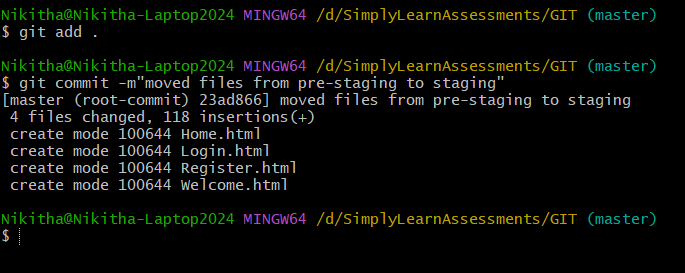 Nikitha@Nikitha-Laptop2024 MINGW64 /d/SimplyLearnAssessments/GIT (master)
$ git add .
Nikitha@Nikitha-Laptop2024 MINGW64 /d/SimplyLearnAssessments/GIT (master)
$ git commit -m"moved files from pre-staging to staging"
[master (root-commit) 23ad866] moved files from pre-staging to staging
 4 files changed, 118 insertions(+)
 create mode 100644 Home.html
 create mode 100644 Login.html
 create mode 100644 Register.html
 create mode 100644 Welcome.html
Nikitha@Nikitha-Laptop2024 MINGW64 /d/SimplyLearnAssessments/GIT (master)
$